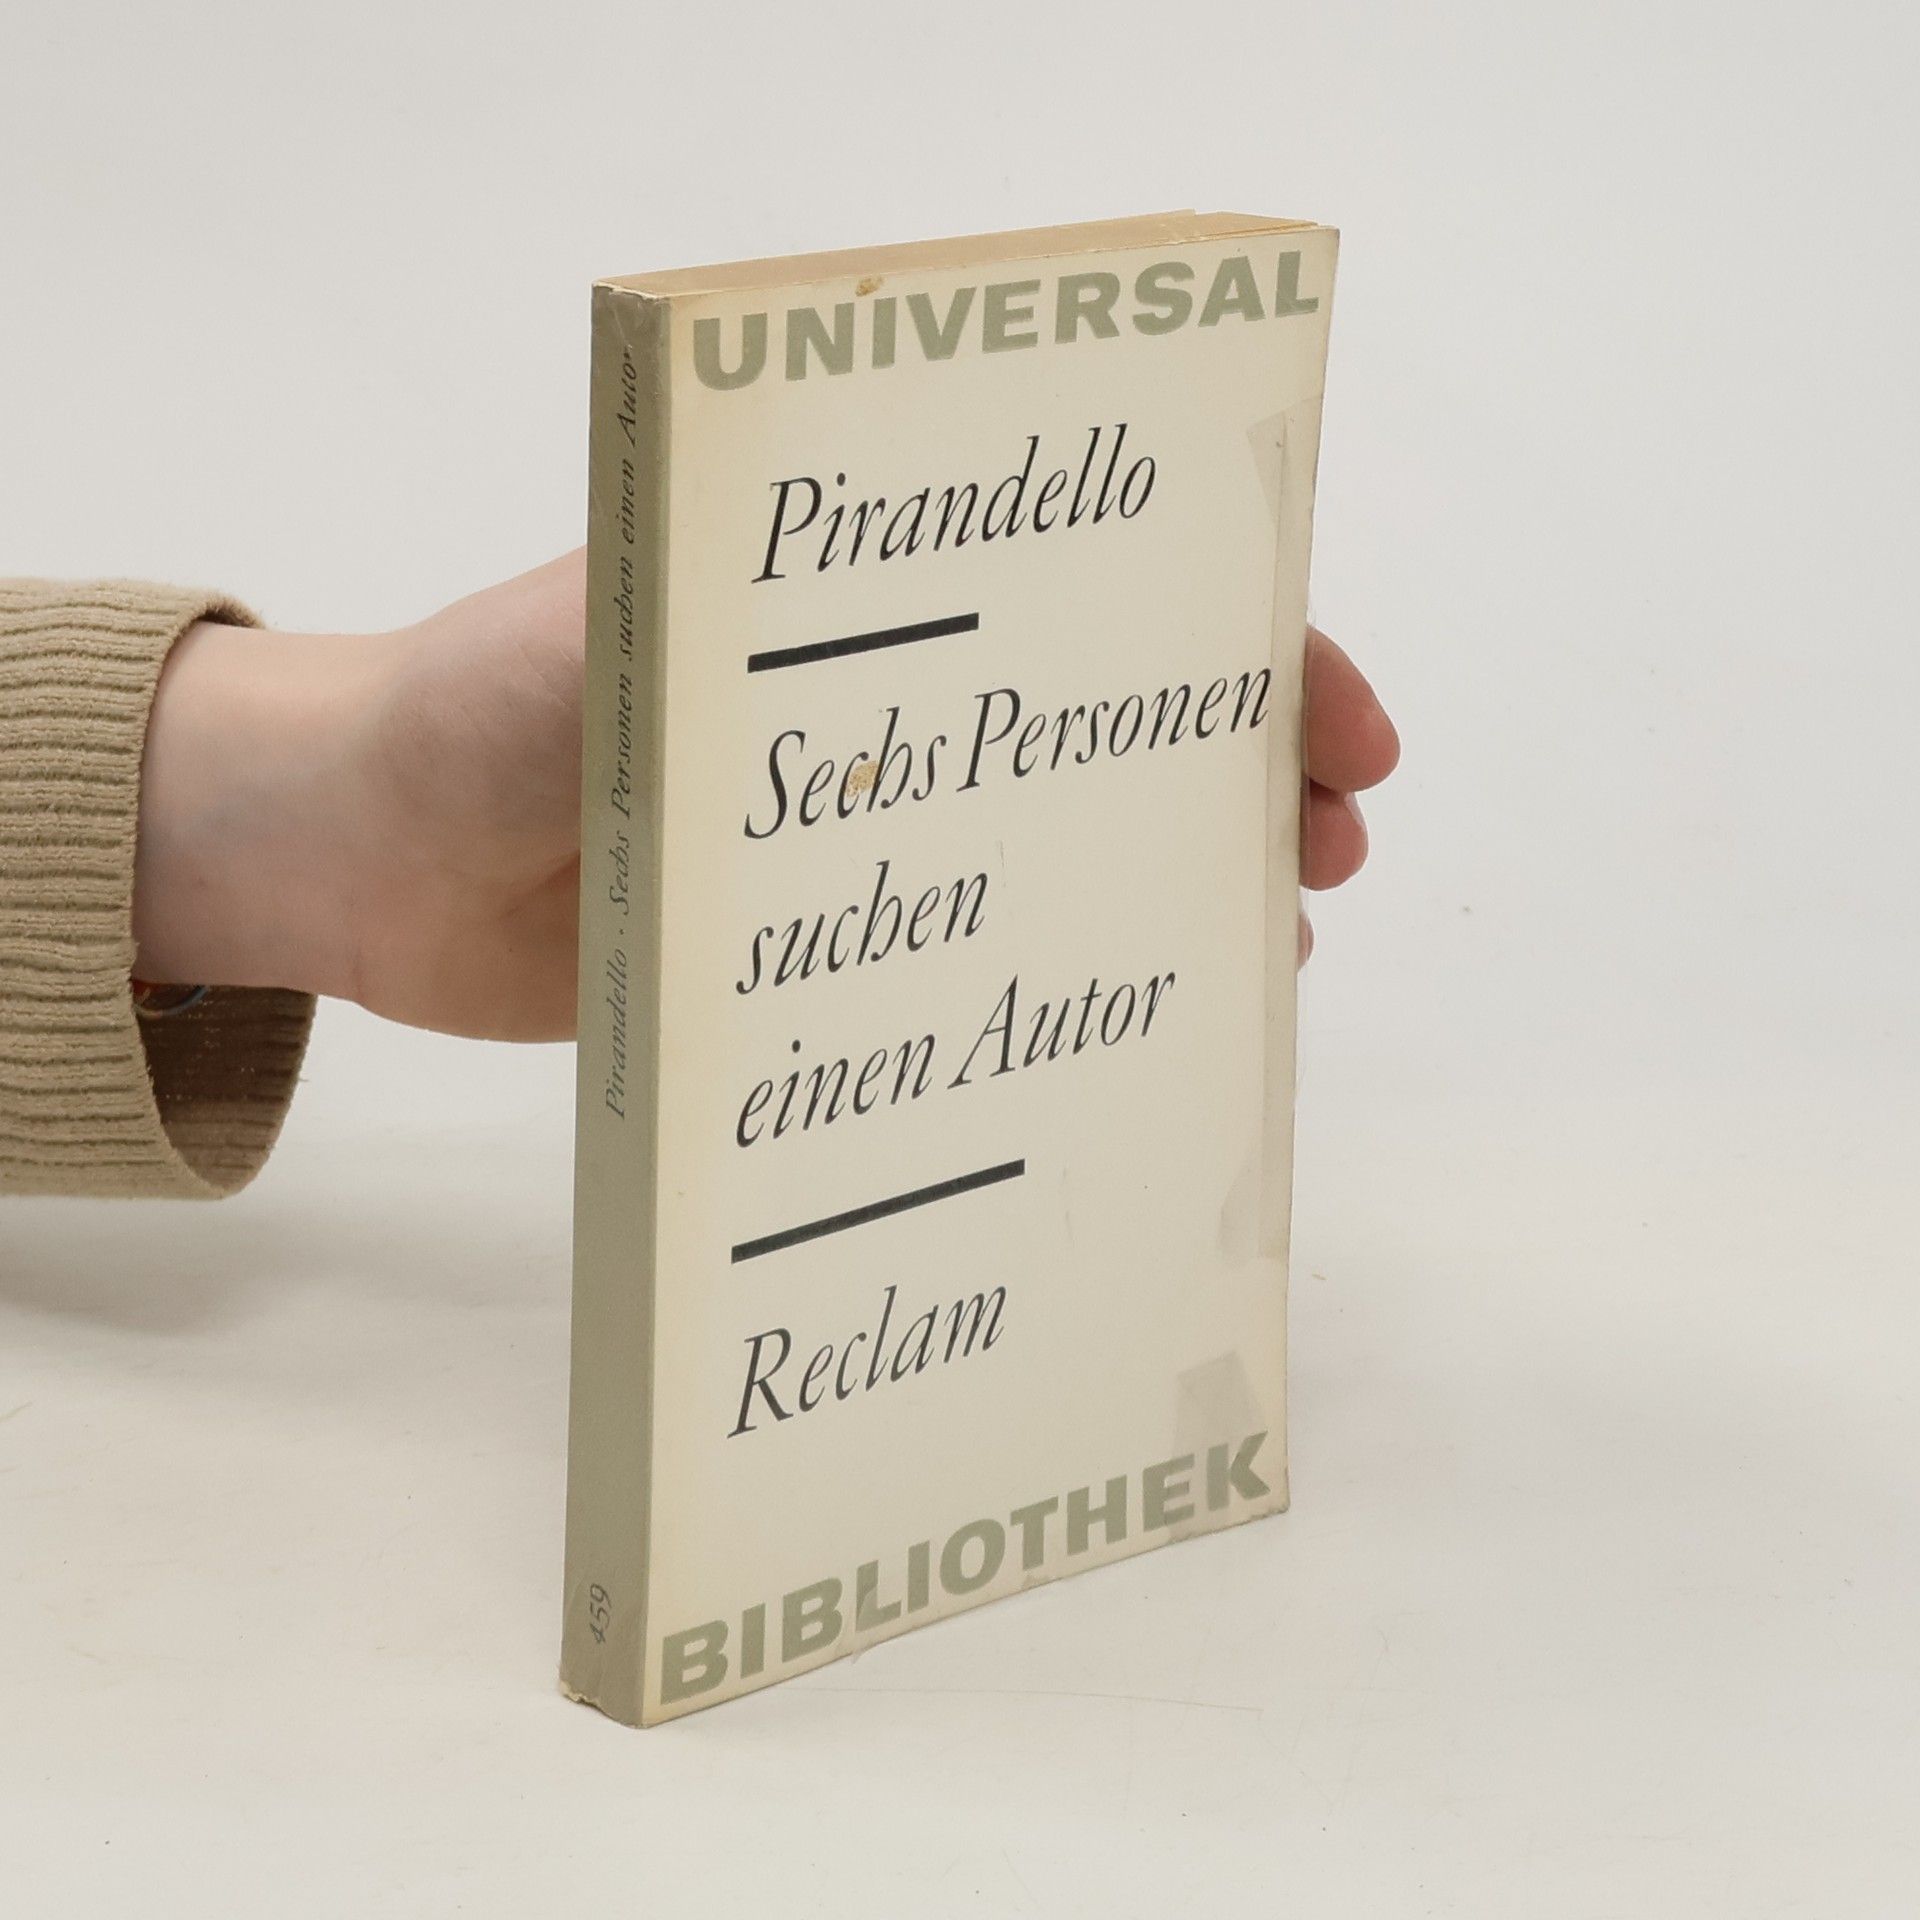 UNIVERSAL
Pirandello
Sechs Personen
suchen
einen Autor
Reclam
BIBLIOTHEK
Pirandello · Sechs Personen suchen einen Autor
459